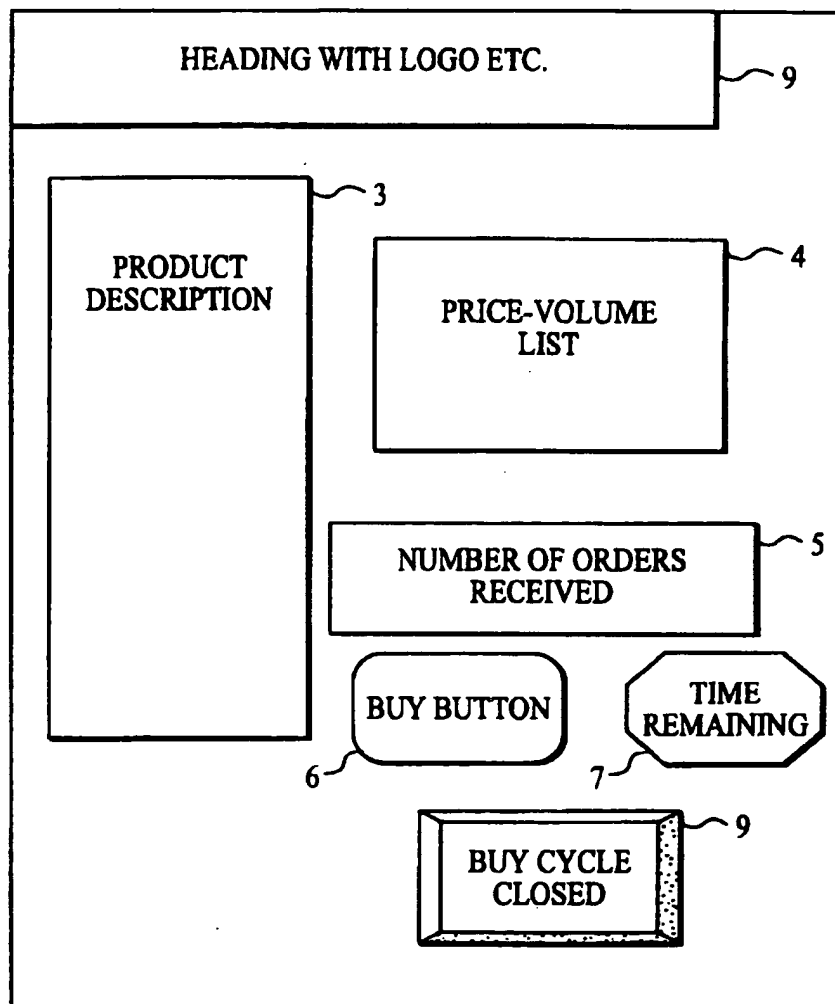 HEADING WITH LOGO ETC.
9
3
PRODUCT
DESCRIPTION
4
PRICE-VOLUME
LIST
5
NUMBER OF ORDERS
RECEIVED
BUY BUTTON
6
TIME
REMAINING
7
9
BUY CYCLE
CLOSED